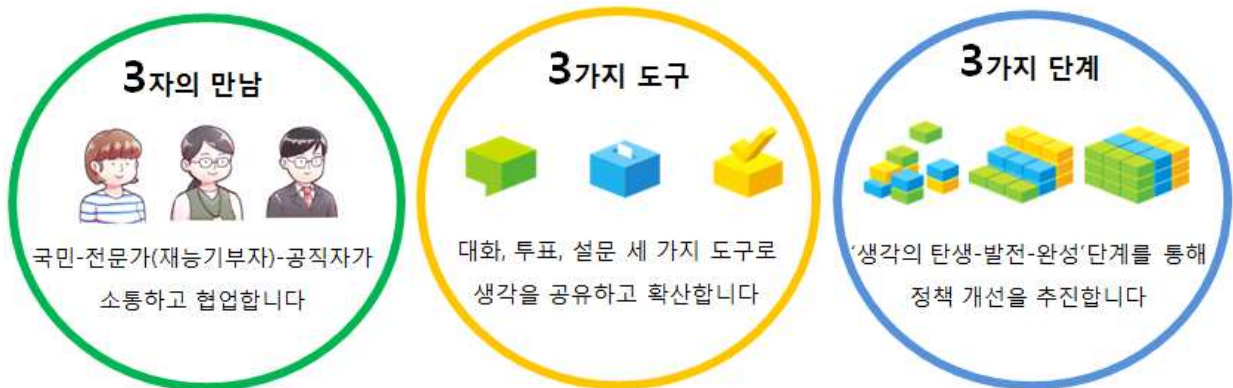 3자의 만남
국민-전문가(재능기부자)-공직자가
소통하고 협업합니다
3가지 도구
대화, 투표, 설문 세 가지 도구로
생각을 공유하고 확산합니다
3가지 단계
‘생각의 탄생-발전-완성’단계를 통해
정책 개선을 추진합니다